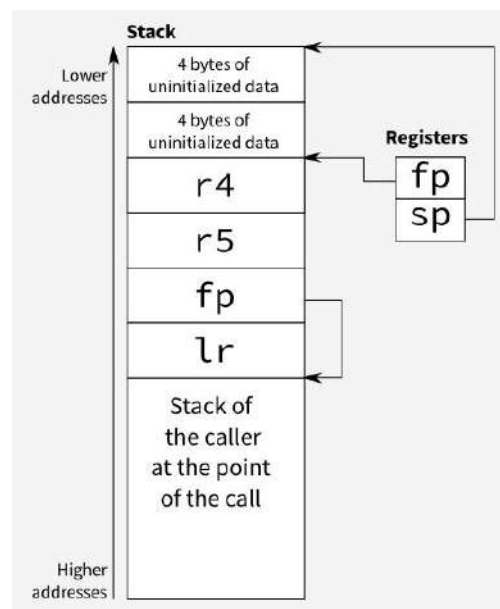 Stack
Lower
addresses
4 bytes of
uninitialized data
4 bytes of
uninitialized data
Registers
fp
sp
r4
r5
fp
lr
Stack of
the caller
at the point
of the call
Higher
addresses